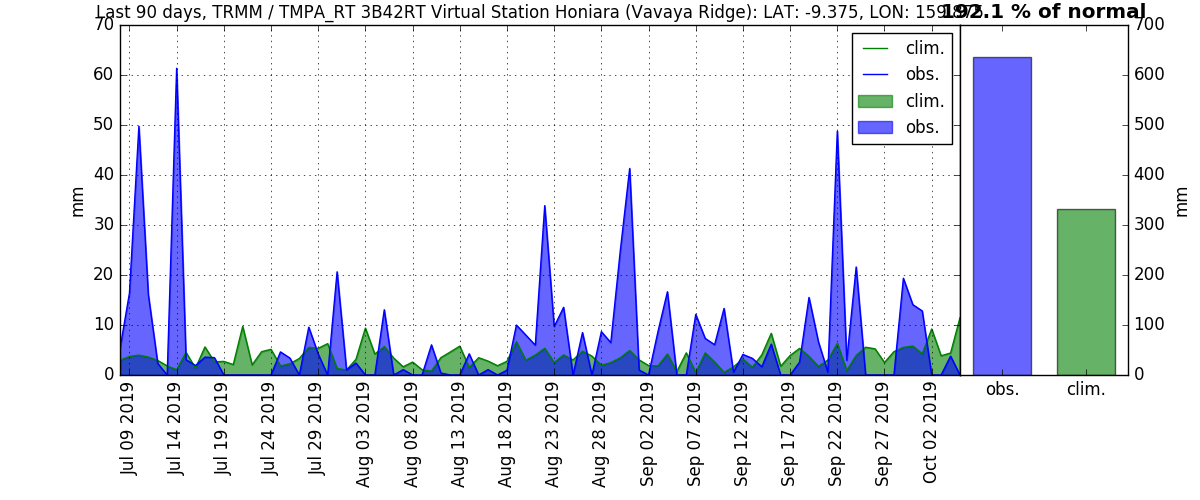 Last 90 days, TRMM / TMPA_RT 3B42RT Virtual Station Honiara (Vavaya Ridge): LAT: -9.375, LON:
192.1 % of normal
70
60
50
40
30
20
10
0
mm
clim.
obs.
clim.
obs.
Jul 09 2019
Jul 14 2019
Jul 19 2019
Jul 24 2019
Jul 29 2019
Aug 03 2019
Aug 08 2019
Aug 13 2019
Aug 18 2019
Aug 23 2019
Aug 28 2019
Sep 02 2019
Sep 07 2019
Sep 12 2019
Sep 17 2019
Sep 22 2019
Sep 27 2019
Oct 02 2019
700
600
500
400
300
200
100
0
mm
obs.
clim.